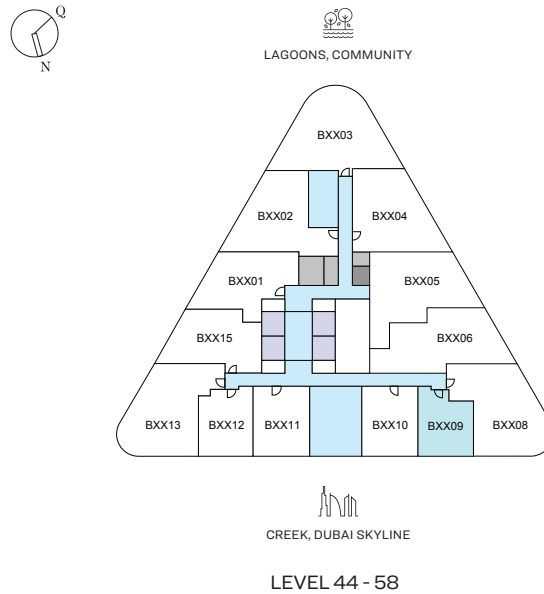 Q
N
LAGOONS, COMMUNITY
BXX03
BXX02 BXX04
BXX01 BXX05
BXX15 BXX06
BXX13 BXX12 BXX11 BXX10 BXX09 BXX08
CREEK, DUBAI SKYLINE
LEVEL 44 - 58